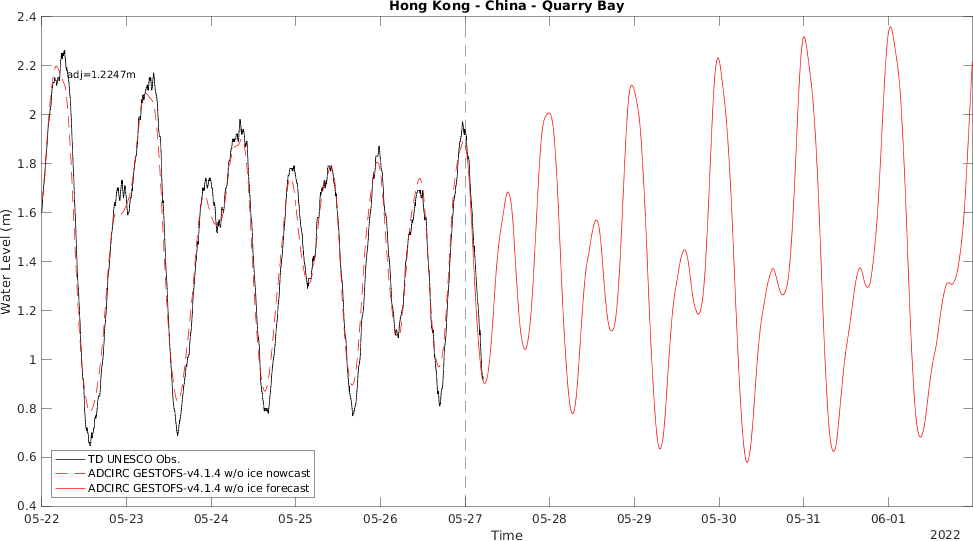 Hong Kong - China - Quarry Bay
adj=1.2247m
Water Level (m)
2.4
2.2
2
1.8
1.6
1.4
1.2
1
0.8
0.6
0.4
TD UNESCO Obs.
ADCIRC GESTOFS-v4.1.4 w/o ice nowcast
ADCIRC GESTOFS-v4.1.4 w/o ice forecast
05-22 05-23 05-24 05-25 05-26 05-27 05-28 05-29 05-30 05-31 06-01
Time
2022